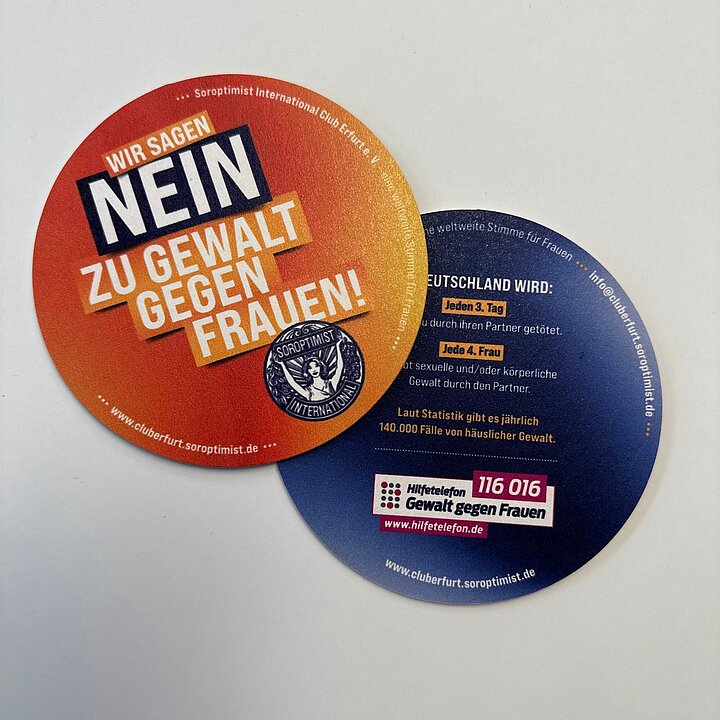 ••• Soroptimist International Club Erfurt e. V. ... eine weltweite Stimme für Frauen •••
WIR SAGEN
NEIN
ZU GEWALT
GEGEN
FRAUEN!
SOROPTIMIST
INTERNATIONAL
••• www.cluberfurt.soroptimist.de •••
weltweite Stimme für Frauen ••• info@cluberfurt.soroptimist.de •••
WIRD:
Jeden 3. Tag
durch ihren Partner getötet.
Jede 4. Frau
sexuelle und/oder körperliche
Gewalt durch den Partner.
Laut Statistik gibt es jährlich
140.000 Fälle von häuslicher Gewalt.
Hilfetelefon 116 016
Gewalt gegen Frauen
www.hilfetelefon.de
www.cluberfurt.soroptimist.de